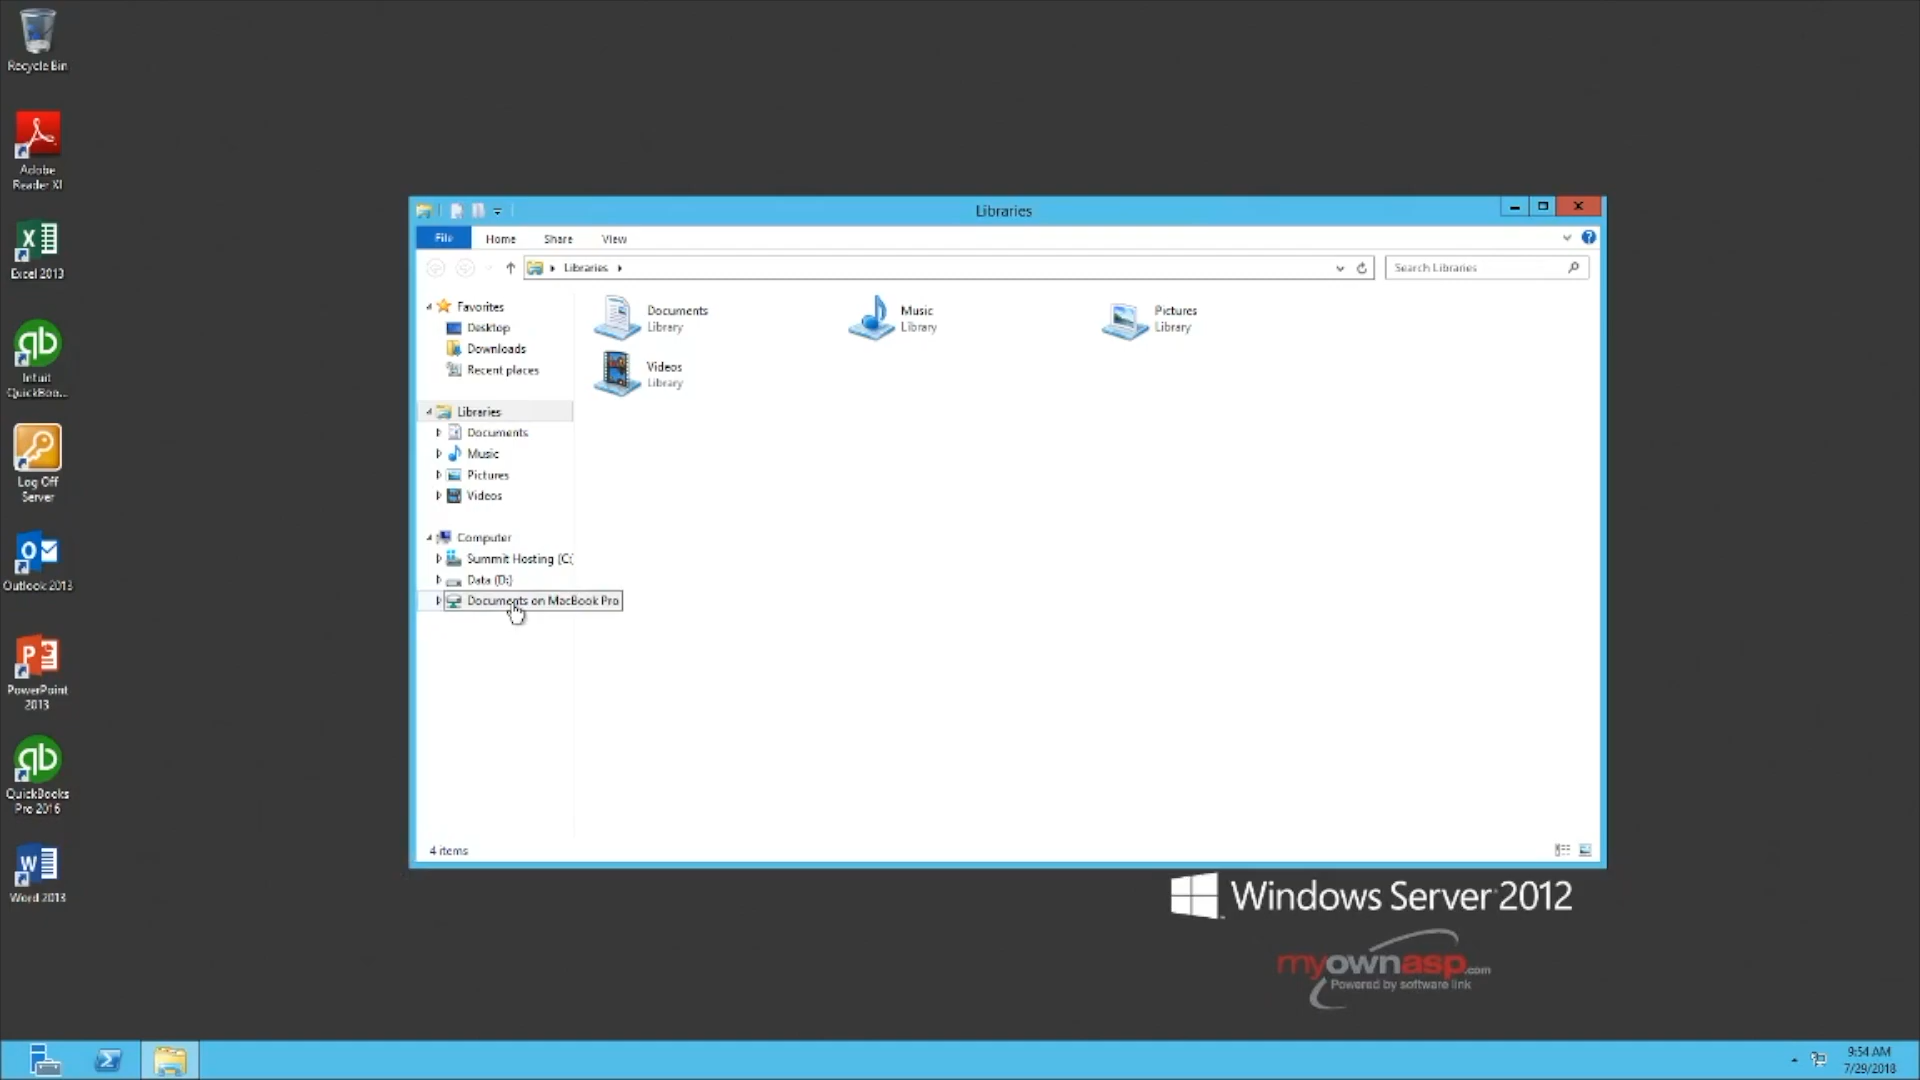 Recycle Bin
Adobe
Reader XI
Excel 2013
Intuit
QuickBoo...
Log Off
Server
Outlook 2013
PowerPoint
2013
QuickBooks
Pro 2016
Word 2013
Libraries
File
Home
Share
View
Libraries
Search Libraries
Favorites
Desktop
Downloads
Recent places
Libraries
Documents
Music
Pictures
Videos
Computer
Summit Hosting (C:)
Data (D:)
Documents on MacBook Pro
Documents
Library
Music
Library
Pictures
Library
Videos
Library
4 items
Windows Server 2012
myownasp.com
Powered by software link
9:54 AM
7/29/2018